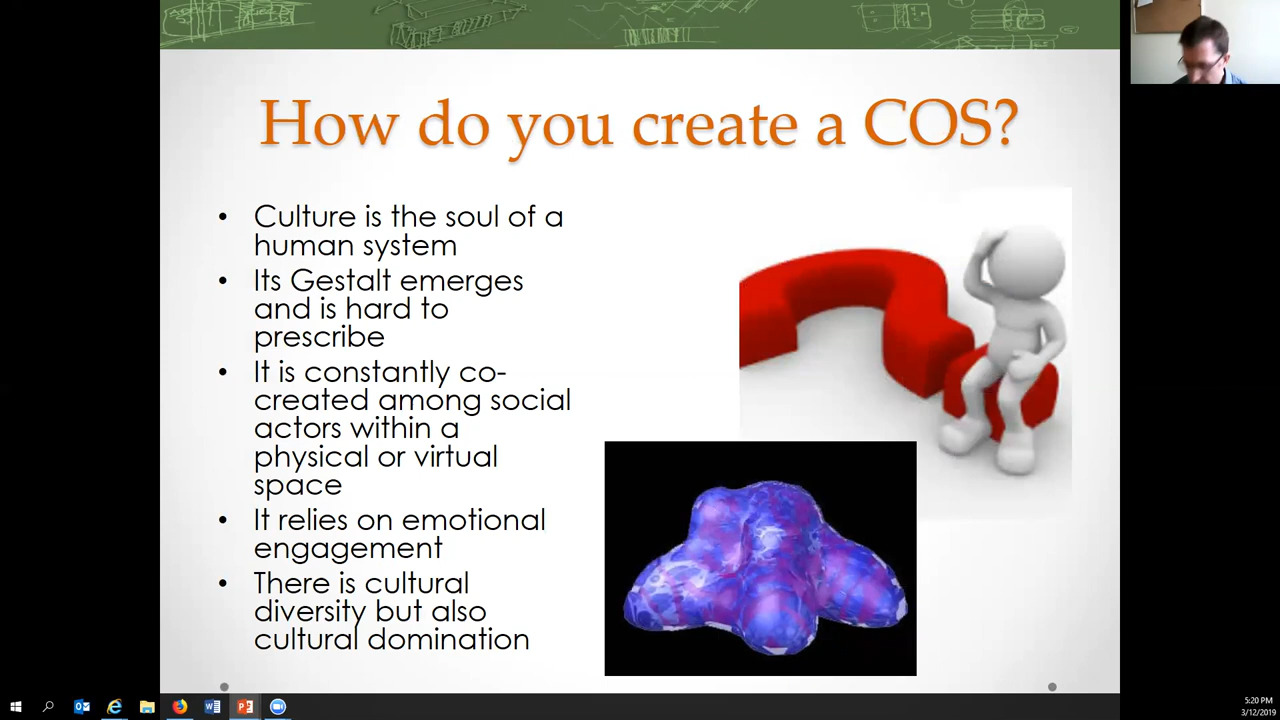 How do you create a COS?
• Culture is the soul of a
human system
• Its Gestalt emerges
and is hard to
prescribe
• It is constantly co-
created among social
actors within a
physical or virtual
space
• It relies on emotional
engagement
• There is cultural
diversity but also
cultural domination
5:20 PM
3/12/2019